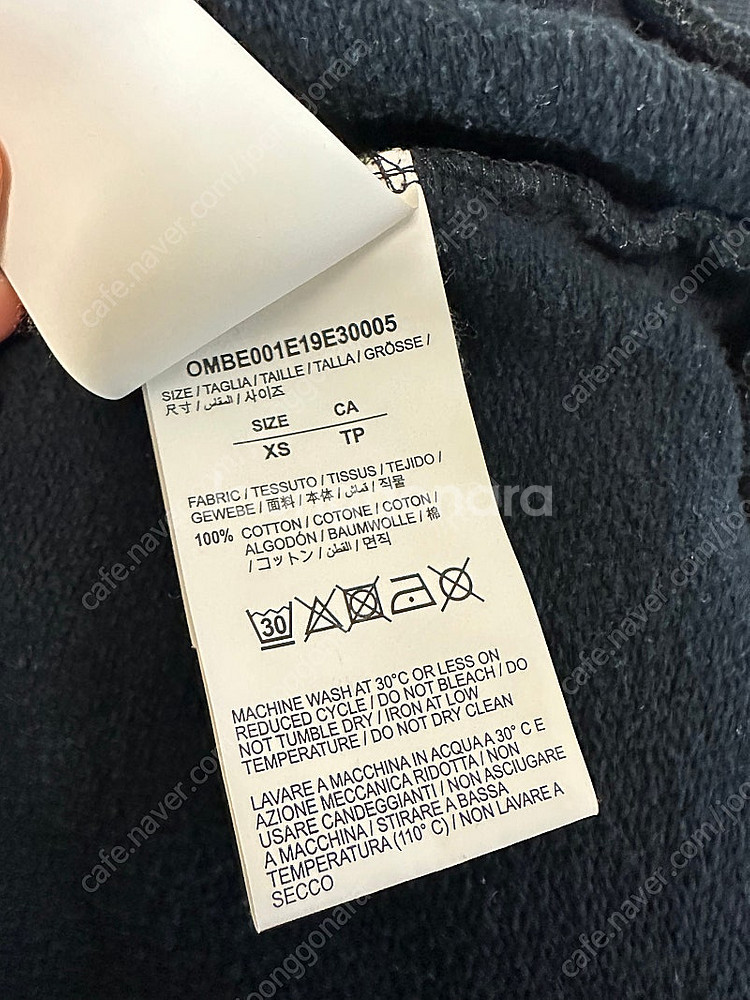 OMBE001E19E30005
SIZE / TAGLIA / TAILLE / TALLA / GRÖSSE /
尺寸 / المقاس / 사이즈
SIZE CA
XS TP
FABRIC / TESSUTO / TISSUS / TEJIDO /
GEWEBE / 面料 / 本体 / قماش / 직물
100% COTTON / COTONE / COTON /
ALGODÓN / BAUMWOLLE / 棉
/ コットン / القطن / 면직
30
MACHINE WASH AT 30°C OR LESS ON
REDUCED CYCLE / DO NOT BLEACH / DO
NOT TUMBLE DRY / IRON AT LOW
TEMPERATURE / DO NOT DRY CLEAN
LAVARE A MACCHINA IN ACQUA A 30° C E
AZIONE MECCANICA RIDOTTA / NON
USARE CANDEGGIANTI / NON ASCIUGARE
A MACCHINA / STIRARE A BASSA
TEMPERATURA (110° C) / NON LAVARE A
SECCO
cafe.naver.com/joonggonara